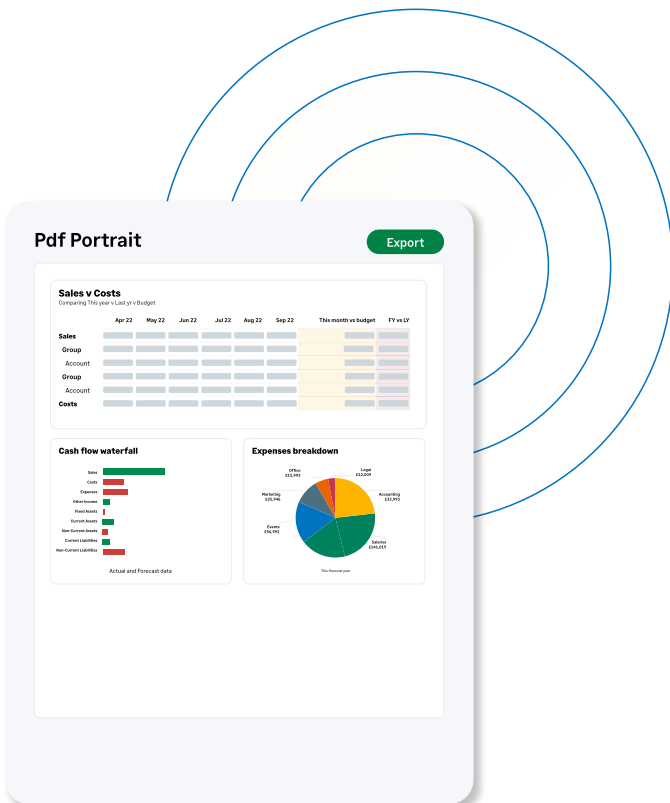 Pdf Portrait
Export
Sales v Costs
Comparing This year v Last yr v Budget
Apr 22 May 22 Jun 22 Jul 22 Aug 22 Sep 22 This month vs budget FY vs LY
Sales
Group
Account
Group
Account
Costs
Cash flow waterfall
Sales
Costs
Expenses
Other Income
Fixed Assets
Current Assets
Non-Current Assets
Current Liabilities
Non-Current Liabilities
Actual and Forecast data
Expenses breakdown
Office
£15,992
Legal
£12,009
Marketing
£25,946
Accounting
£32,995
Events
£56,992
Salaries
£141,019
This financial year